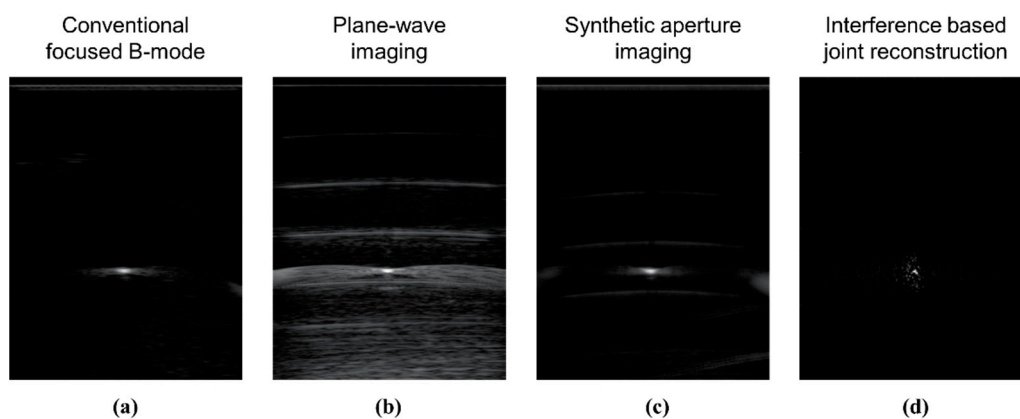 Conventional
focused B-mode
Plane-wave
imaging
Synthetic aperture
imaging
Interference based
joint reconstruction
(a)
(b)
(c)
(d)